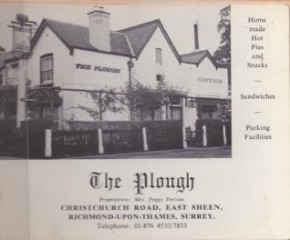 THE PLOUGH
Home
made
Hot
Pies
and
Snacks
—
Sandwiches
—
Parking
Facilities
The Plough
Proprietress: Mrs. Peggy
CHRISTCHURCH ROAD, EAST SHEEN,
RICHMOND-UPON-THAMES, SURREY.
Telephone: 01-876 4533/7833